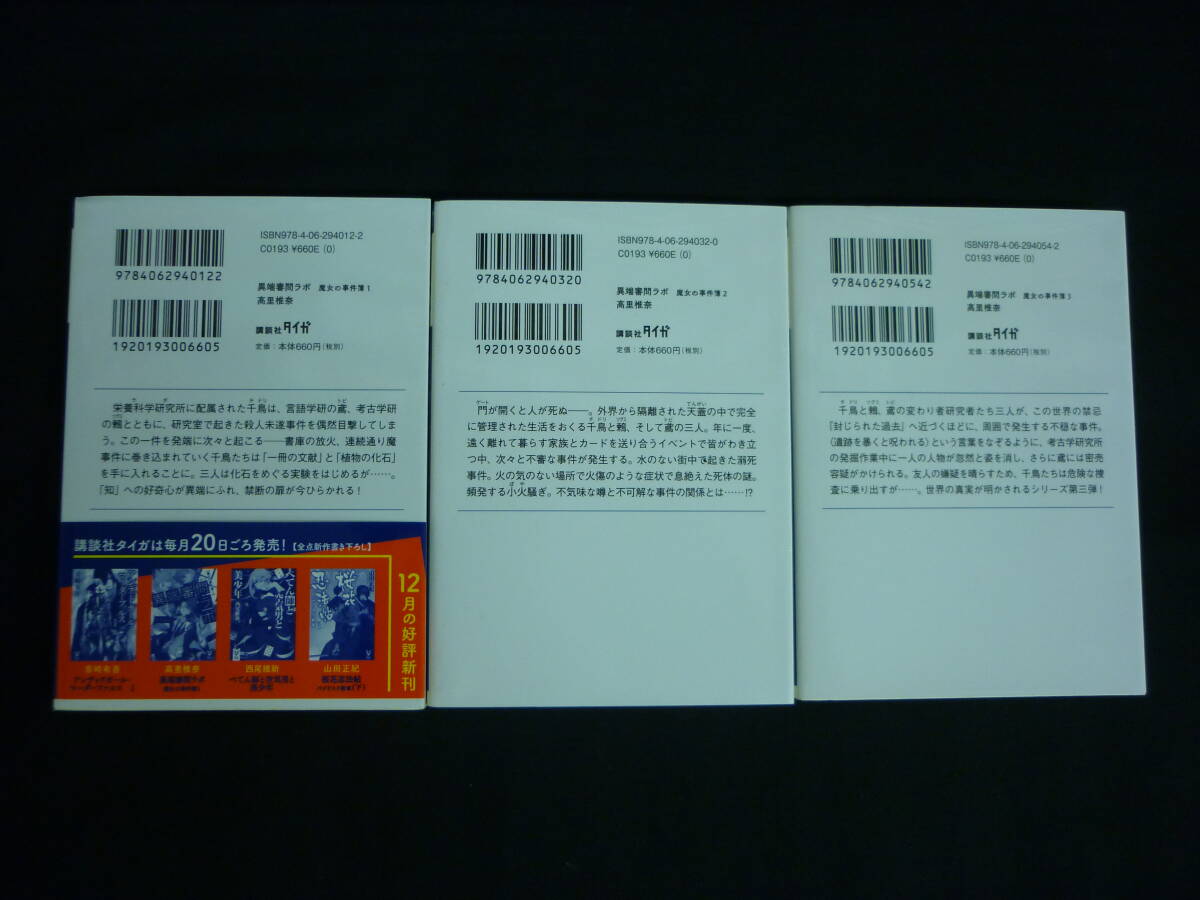 ISBN978-4-06-294012-2
C0193 ¥660E (0)
9784062940122
異端審問ラボ 魔女の事件簿1
高里椎奈
講談社タイガ
定価：本体660円(税別)
1920193006605
栄養科学研究所に配属された千鳥は、言語学研の鳶、考古学研
の鶫とともに、研究室で起きた殺人未遂事件を偶然目撃してしま
う。この一件を発端に次々と起こる――書庫の放火、連続通り魔
事件に巻き込まれていく千鳥たちは「一冊の文献」と「植物の化石」
を手に入れることに。三人は化石をめぐる実験をはじめるが……。
「知」への好奇心が異端にふれ、禁断の扉が今ひらかれる！
講談社タイガは毎月20日ごろ発売！【全点新作書き下ろし】
12月の好評新刊
高里椎奈
異端審問ラボ
西尾維新
ぺてん師と空気男と
美少年
山田正紀
桜花忍法帖
バジリスク新章(下)
ISBN978-4-06-294032-0
C0193 ¥660E (0)
9784062940320
異端審問ラボ 魔女の事件簿2
高里椎奈
講談社タイガ
定価：本体660円(税別)
1920193006605
門が開くと人が死ぬ――。外界から隔離された天蓋の中で完全
に管理された生活をおくる千鳥と鶫、そして鳶の三人。年に一度、
遠く離れて暮らす家族とカードを送り合うイベントで皆がわき立
つ中、次々と不審な事件が発生する。水のない街中で起きた溺死
事件。火の気のない場所で火傷のような症状で息絶えた死体の謎。
頻発する小火騒ぎ。不気味な噂と不可解な事件の関係とは……!?
ISBN978-4-06-294054-2
C0193 ¥660E (0)
9784062940542
異端審問ラボ 魔女の事件簿3
高里椎奈
講談社タイガ
定価：本体660円(税別)
1920193006605
千鳥と鶫、鳶の変わり者研究者たち三人が、この世界の禁忌
「封じられた過去」へ近づくほどに、周囲で発生する不穏な事件。
〈遺跡を暴くと呪われる〉という言葉をなぞるように、考古学研究所
の発掘作業中に一人の人物が忽然と姿を消し、さらに鳶には密売
容疑がかけられる。友人の嫌疑を晴らすため、千鳥たちは危険な捜
査に乗り出すが……。世界の真実が明かされるシリーズ第三弾！